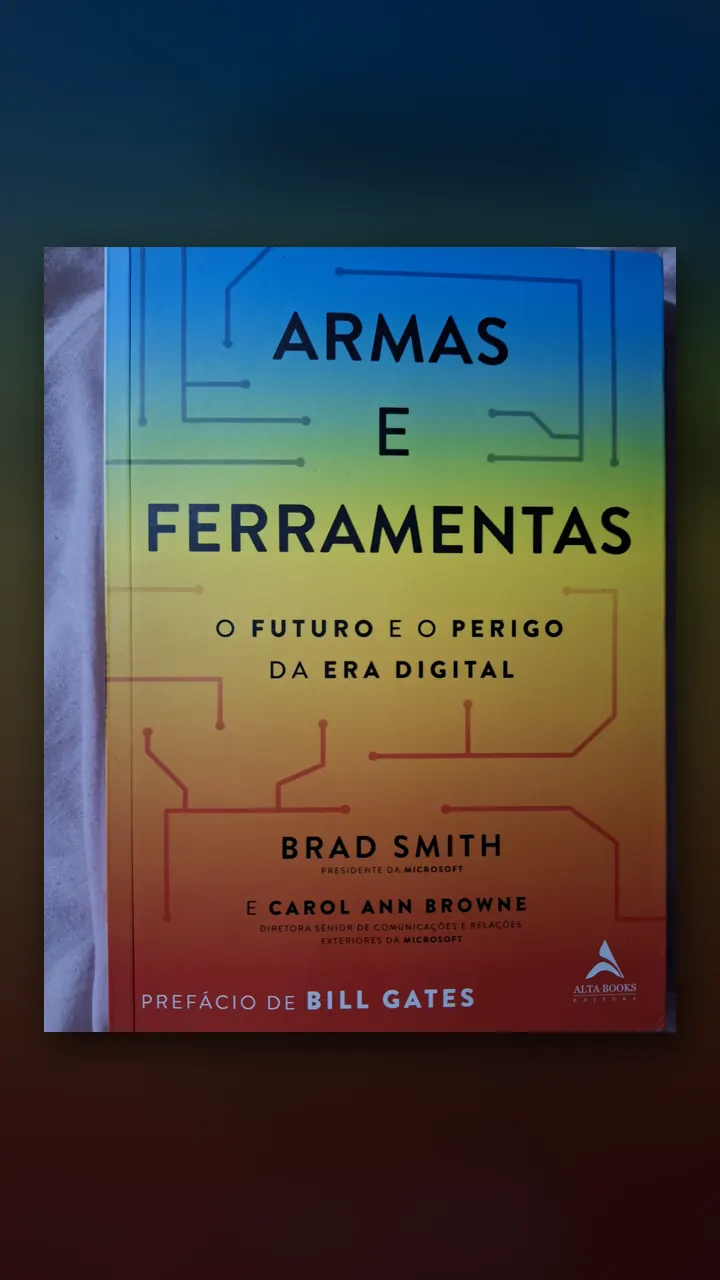 ARMAS
E
FERRAMENTAS
O FUTURO E O PERIGO
DA ERA DIGITAL
BRAD SMITH
PRESIDENTE DA MICROSOFT
E CAROL ANN BROWNE
DIRETORA SÊNIOR DE COMUNICAÇÕES E RELAÇÕES
EXTERIORES DA MICROSOFT
PREFÁCIO DE BILL GATES
ALTA BOOKS
EDITORA